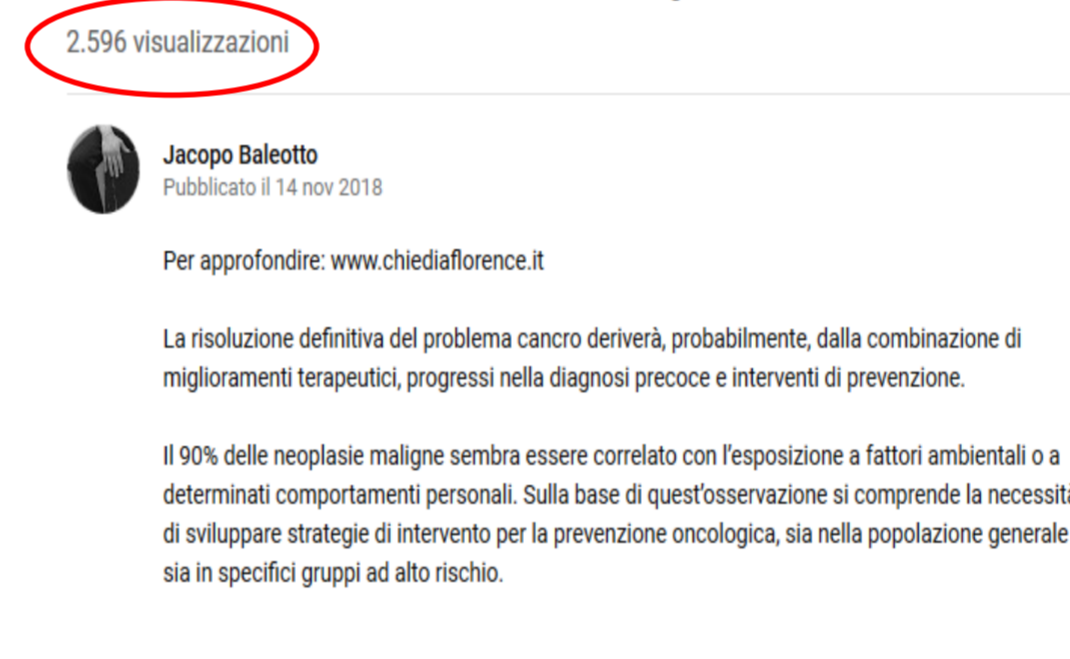 2.596 visualizzazioni
Jacopo Baleotto
Pubblicato il 14 nov 2018
Per approfondire: www.chiediaflorence.it
La risoluzione definitiva del problema cancro deriverà, probabilmente, dalla combinazione di
miglioramenti terapeutici, progressi nella diagnosi precoce e interventi di prevenzione.
Il 90% delle neoplasie maligne sembra essere correlato con l'esposizione a fattori ambientali o a
determinati comportamenti personali. Sulla base di quest'osservazione si comprende la necessità
di sviluppare strategie di intervento per la prevenzione oncologica, sia nella popolazione generale
sia in specifici gruppi ad alto rischio.